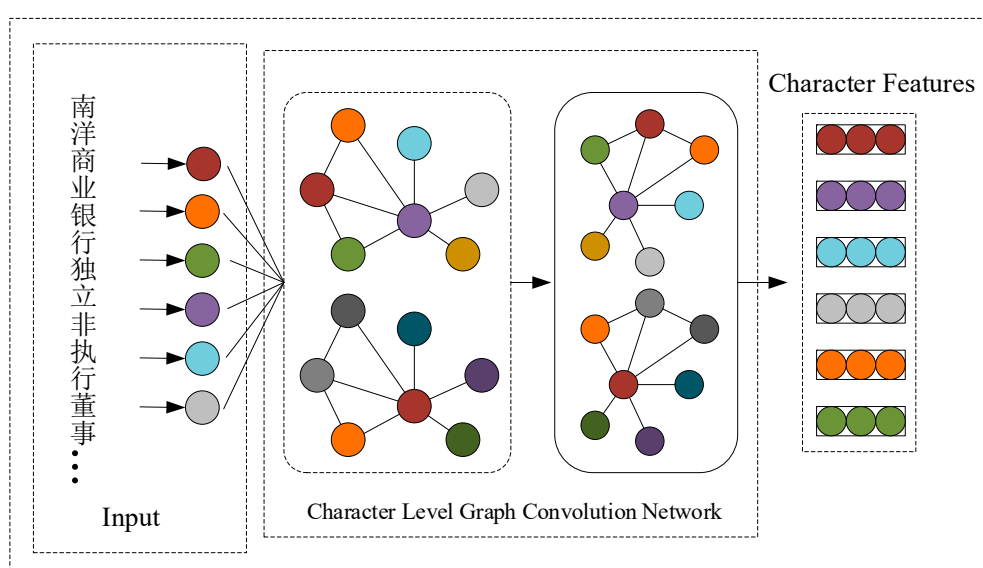 南洋商业银行独立非执行董事…
Input
Character Level Graph Convolution Network
Character Features